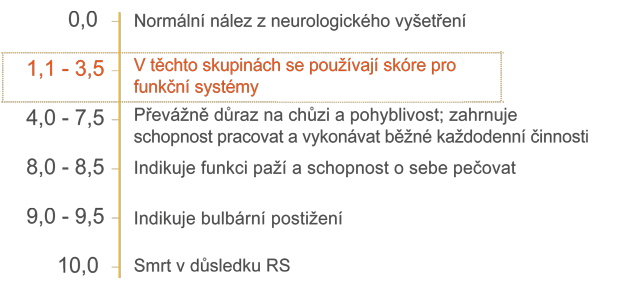 0,0 Normální nález z neurologického vyšetření
1,1 - 3,5 V těchto skupinách se používají skóre pro
funkční systémy
4,0 - 7,5 Převážně důraz na chůzi a pohyblivost; zahrnuje
schopnost pracovat a vykonávat běžné každodenní činnosti
8,0 - 8,5 Indikuje funkci paží a schopnost o sebe pečovat
9,0 - 9,5 Indikuje bulbární postižení
10,0 Smrt v důsledku RS